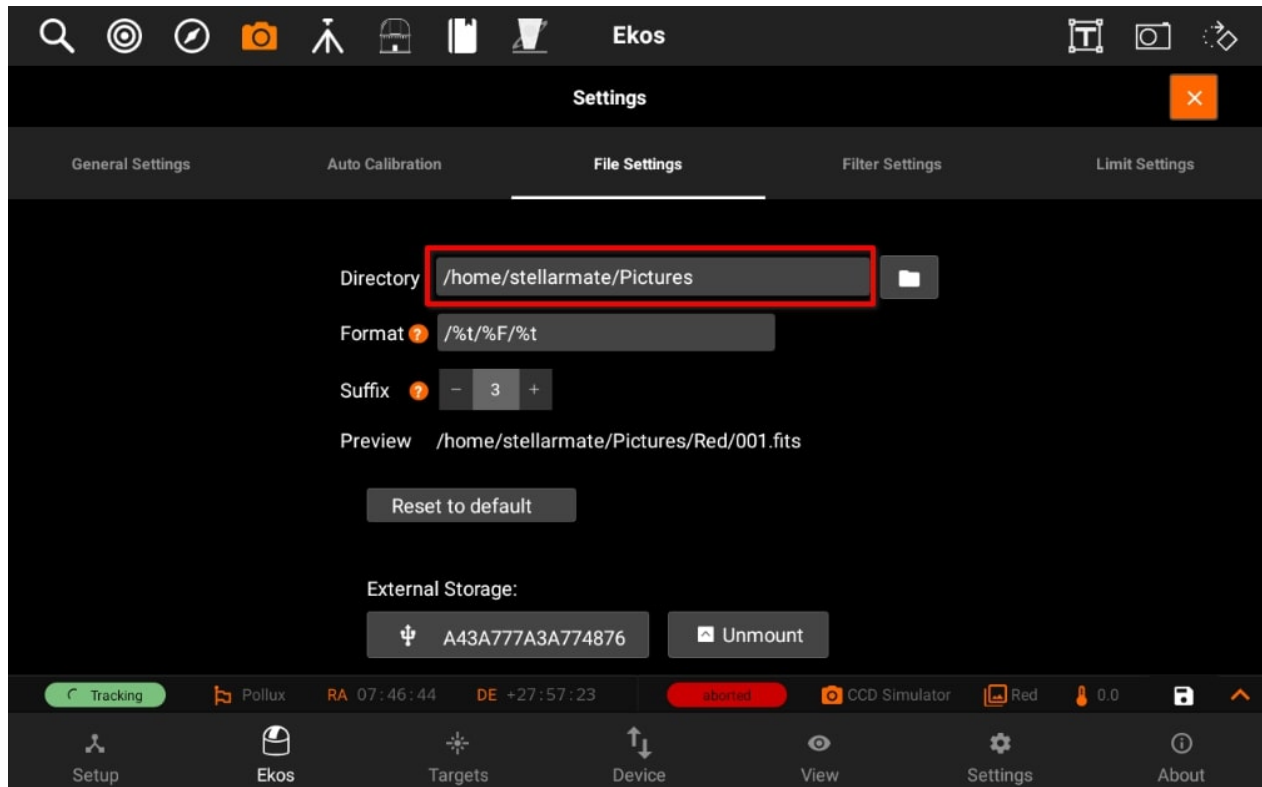 Ekos
Settings
General Settings Auto Calibration File Settings Filter Settings Limit Settings
Directory /home/stellarmate/Pictures
Format ? /%t/%F/%t
Suffix ? − 3 +
Preview /home/stellarmate/Pictures/Red/001.fits
Reset to default
External Storage:
A43A777A3A774876 Unmount
Tracking Pollux RA 07:46:44 DE +27:57:23 aborted CCD Simulator Red 0.0
Setup Ekos Targets Device View Settings About